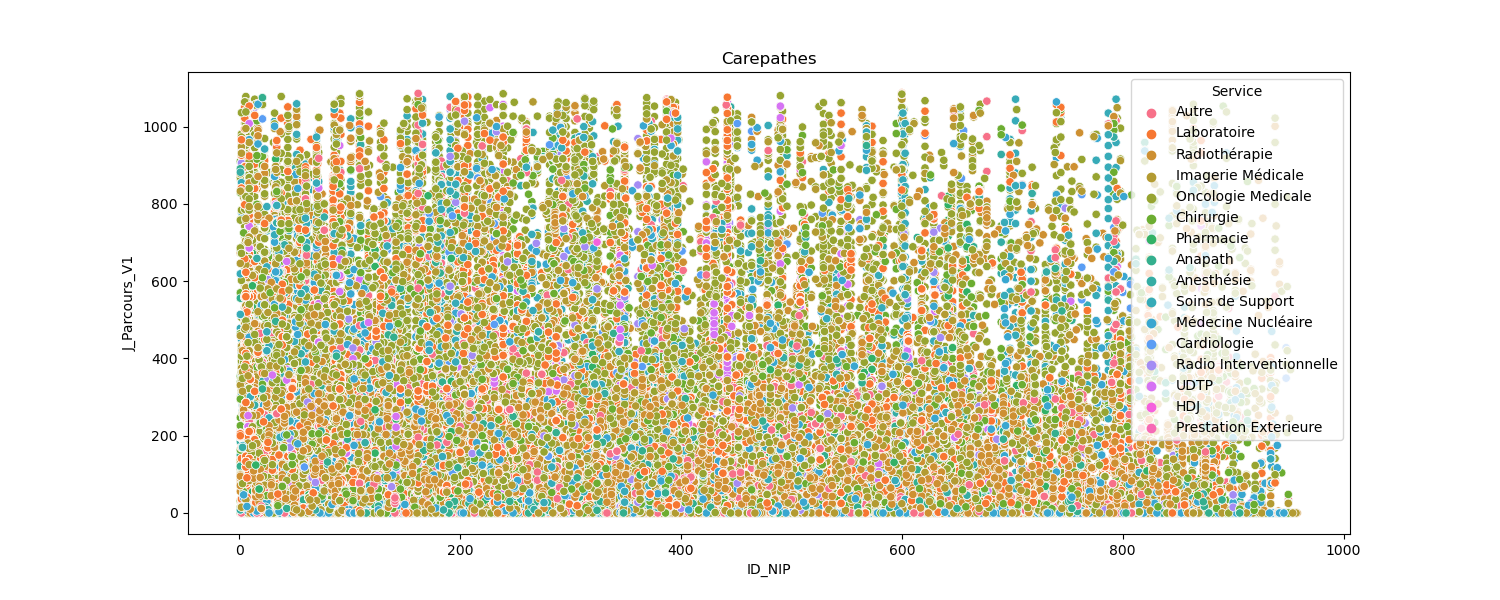 Carepathes
J_Parcours_V1
1000
800
600
400
200
0
0
200
400
600
800
1000
ID_NIP
Service
Autre
Laboratoire
Radiothérapie
Imagerie Médicale
Oncologie Medicale
Chirurgie
Pharmacie
Anapath
Anesthésie
Soins de Support
Médecine Nucléaire
Cardiologie
Radio Interventionnelle
UDTP
HDJ
Prestation Exterieure